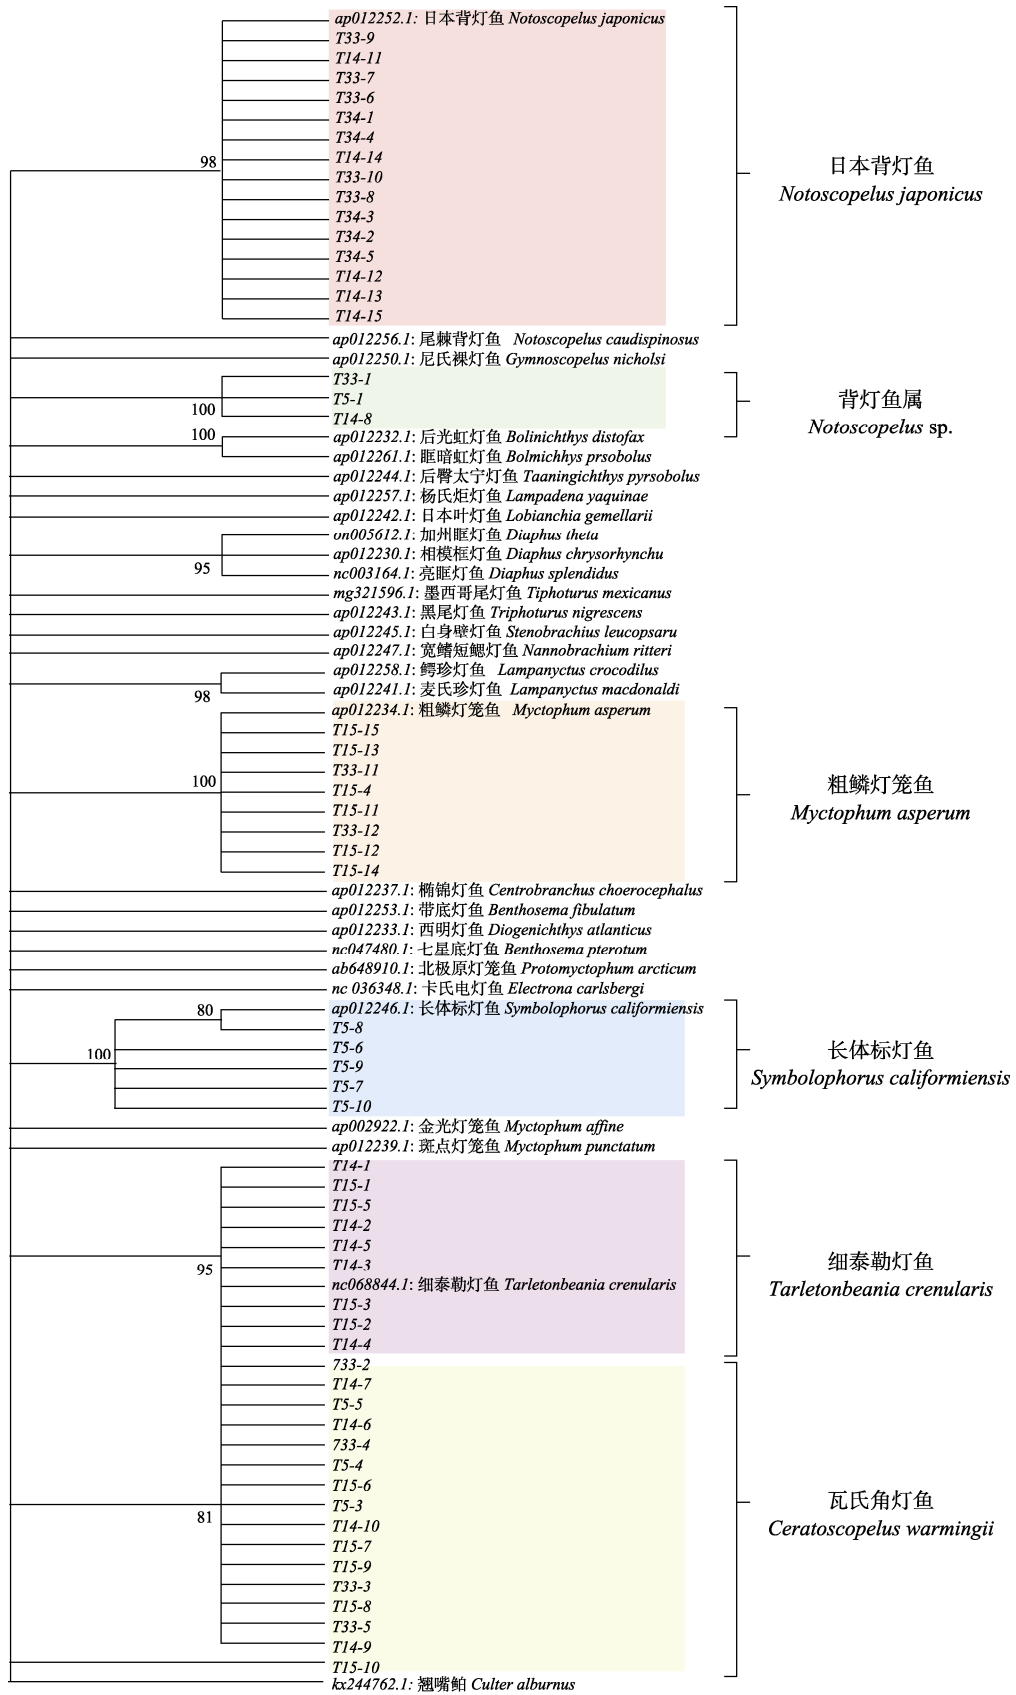 ap012252.1: 日本背灯鱼 Notoscopelus japonicus
T33-9
T14-11
T33-7
T33-6
T34-1
T34-4
T14-14
98
T33-10
T33-8
T34-3
T34-2
T34-5
T14-12
T14-13
T14-15
日本背灯鱼
Notoscopelus japonicus
ap012256.1: 尾棘背灯鱼 Notoscopelus caudispinosus
ap012250.1: 尼氏裸灯鱼 Gymnoscopelus nicholsi
T33-1
T5-1
100
T14-8
背灯鱼属
Notoscopelus sp.
100
ap012232.1: 后光虹灯鱼 Bolinichthys distofax
ap012261.1: 眶暗虹灯鱼 Bolmichhys prsobolus
ap012244.1: 后臀太宁灯鱼 Taaningichthys pyrsobolus
ap012257.1: 杨氏炬灯鱼 Lampadena yaquinae
ap012242.1: 日本叶灯鱼 Lobianchia gemellarii
on005612.1: 加州眶灯鱼 Diaphus theta
ap012230.1: 相模框灯鱼 Diaphus chrysorhynchu
95
nc003164.1: 亮眶灯鱼 Diaphus splendidus
mg321596.1: 墨西哥尾灯鱼 Tiphoturus mexicanus
ap012243.1: 黑尾灯鱼 Triphoturus nigrescens
ap012245.1: 白身壁灯鱼 Stenobrachius leucopsaru
ap012247.1: 宽鳍短鳃灯鱼 Nannobrachium ritteri
ap012258.1: 鳄珍灯鱼 Lampanyctus crocodilus
98
ap012241.1: 麦氏珍灯鱼 Lampanyctus macdonaldi
ap012234.1: 粗鳞灯笼鱼 Myctophum asperum
T15-15
T15-13
T33-11
100
T15-4
T15-11
T33-12
T15-12
T15-14
粗鳞灯笼鱼
Myctophum asperum
ap012237.1: 椭锦灯鱼 Centrobranchus choerocephalus
ap012253.1: 带底灯鱼 Benthosema fibulatum
ap012233.1: 西明灯鱼 Diogenichthys atlanticus
nc047480.1: 七星底灯鱼 Benthosema pterotum
ab648910.1: 北极原灯笼鱼 Protomyctophum arcticum
nc 036348.1: 卡氏电灯鱼 Electrona carlsbergi
80
ap012246.1: 长体标灯鱼 Symbolophorus califormiensis
T5-8
100
T5-6
T5-9
T5-7
T5-10
长体标灯鱼
Symbolophorus califormiensis
ap002922.1: 金光灯笼鱼 Myctophum affine
ap012239.1: 斑点灯笼鱼 Myctophum punctatum
T14-1
T15-1
T15-5
T14-2
T14-5
95
T14-3
nc068844.1: 细泰勒灯鱼 Tarletonbeania crenularis
T15-3
T15-2
T14-4
细泰勒灯鱼
Tarletonbeania crenularis
733-2
T14-7
T5-5
T14-6
733-4
T5-4
T15-6
T5-3
81
T14-10
T15-7
T15-9
T33-3
T15-8
T33-5
T14-9
T15-10
瓦氏角灯鱼
Ceratoscopelus warmingii
kx244762.1: 翘嘴鲌 Culter alburnus